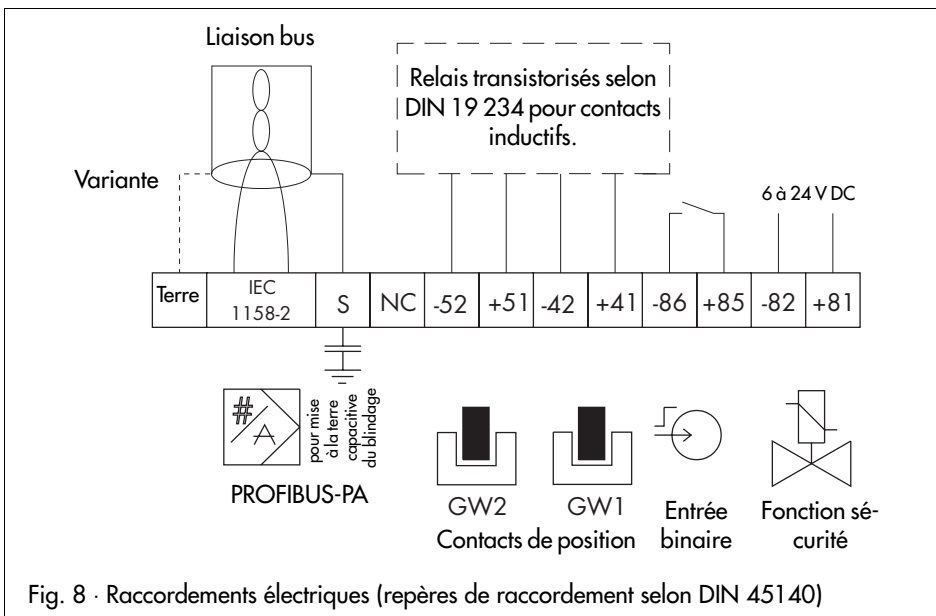 Liaison bus
Relais transistorisés selon
DIN 19 234 pour contacts
inductifs.
Variante
6 à 24 V DC
Terre
IEC
1158-2
S
NC
-52
+51
-42
+41
-86
+85
-82
+81
#
A
pour mise
à la terre
capacitive
du blindage
PROFIBUS-PA
GW2
GW1
Contacts de position
Entrée
binaire
Fonction sé-
curité
Fig. 8 · Raccordements électriques (repères de raccordement selon DIN 45140)